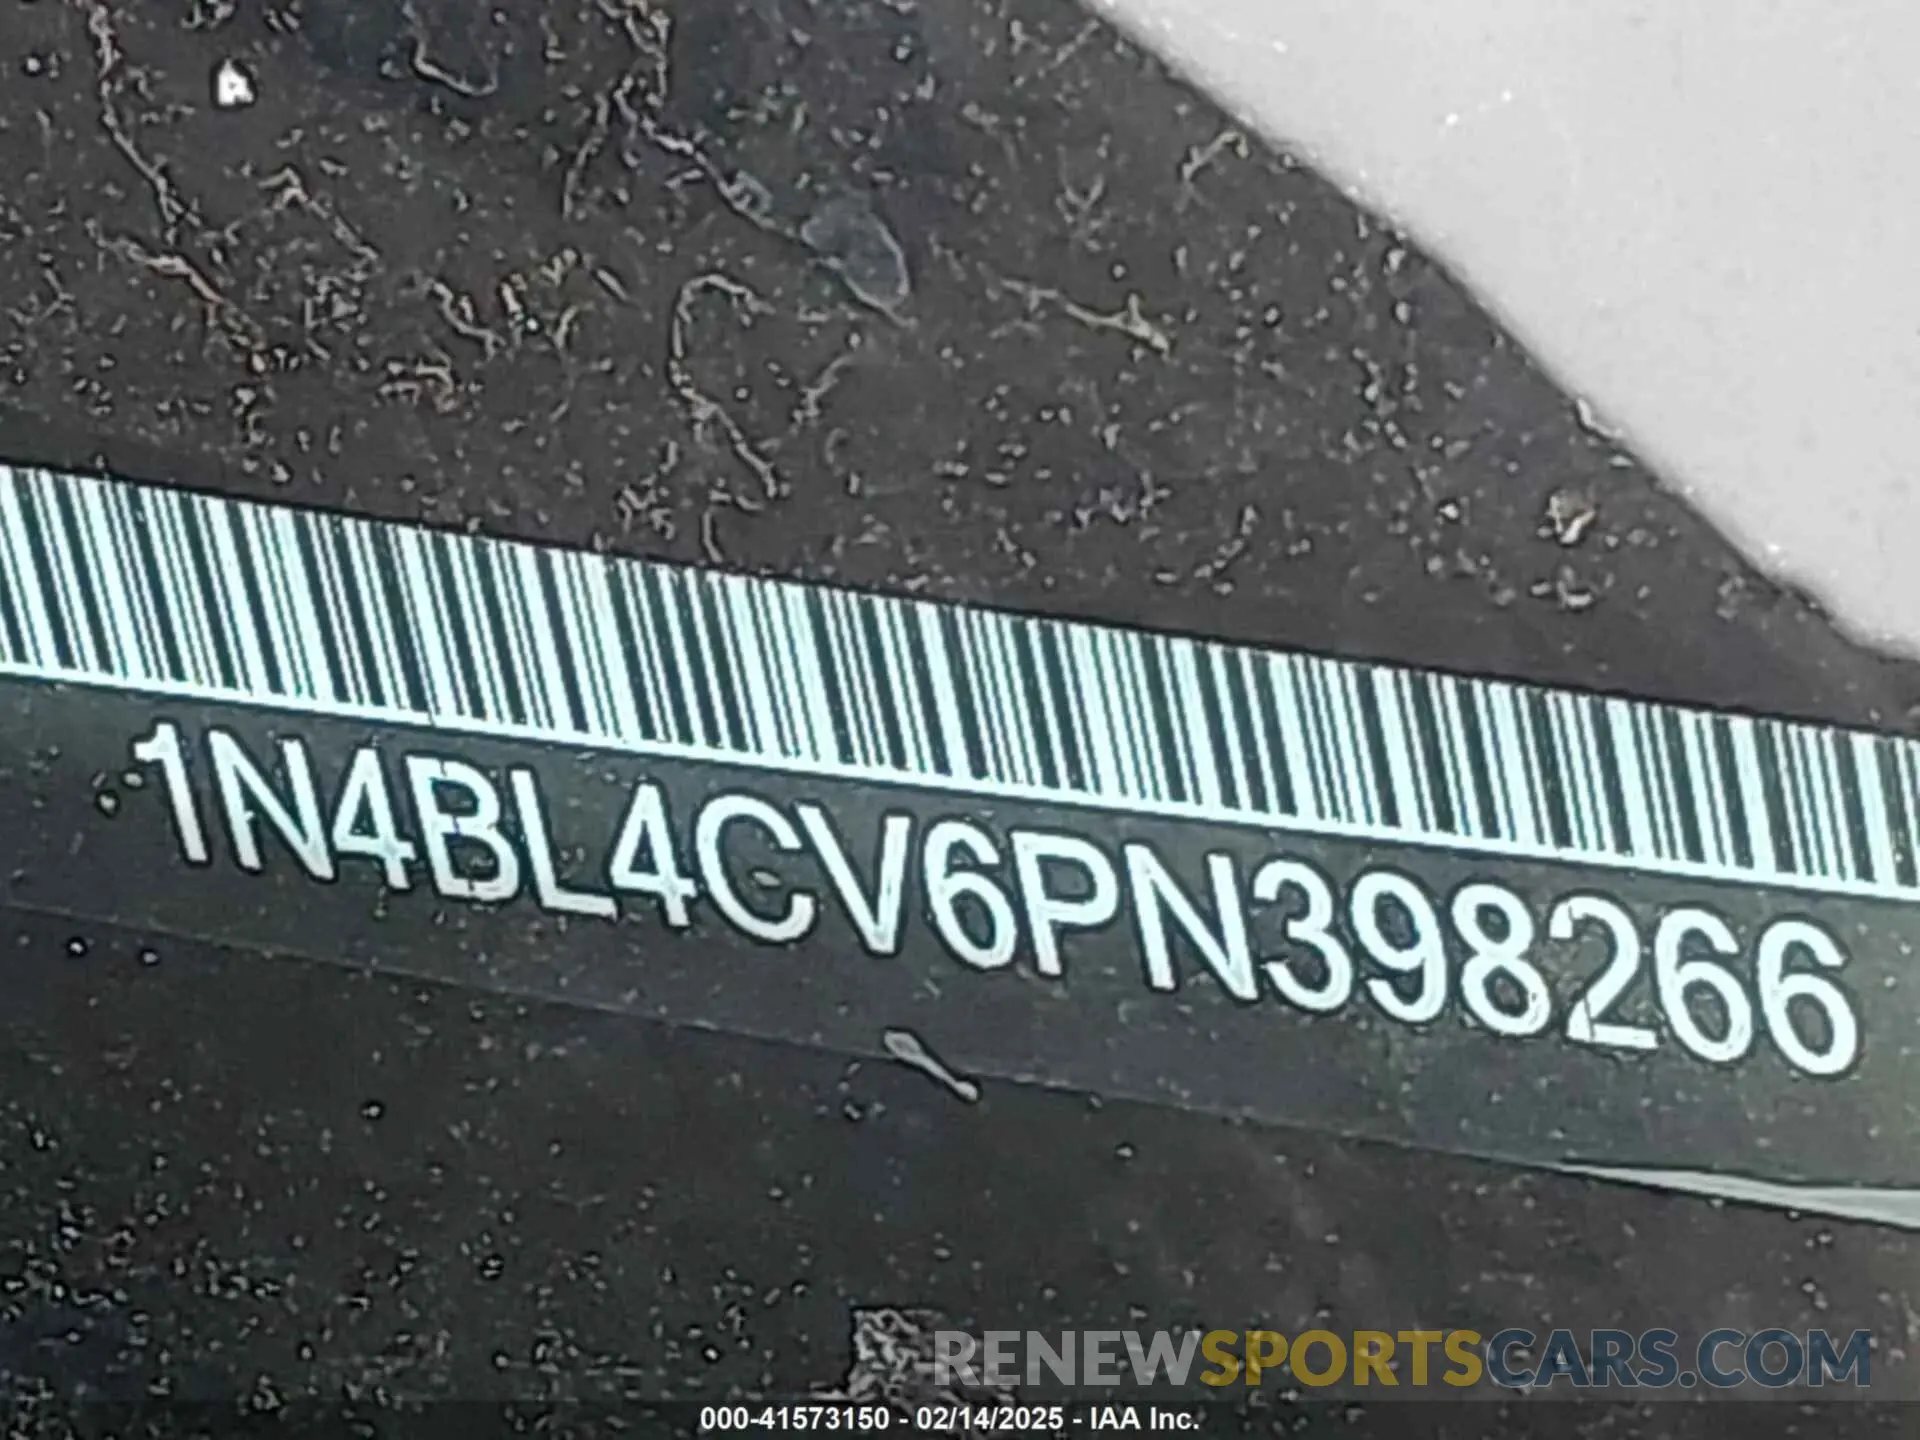 1N4BL4CV6PN398266
RENEWSPORTSCARS.COM
000-41573150 - 02/14/2025 - IAA Inc.